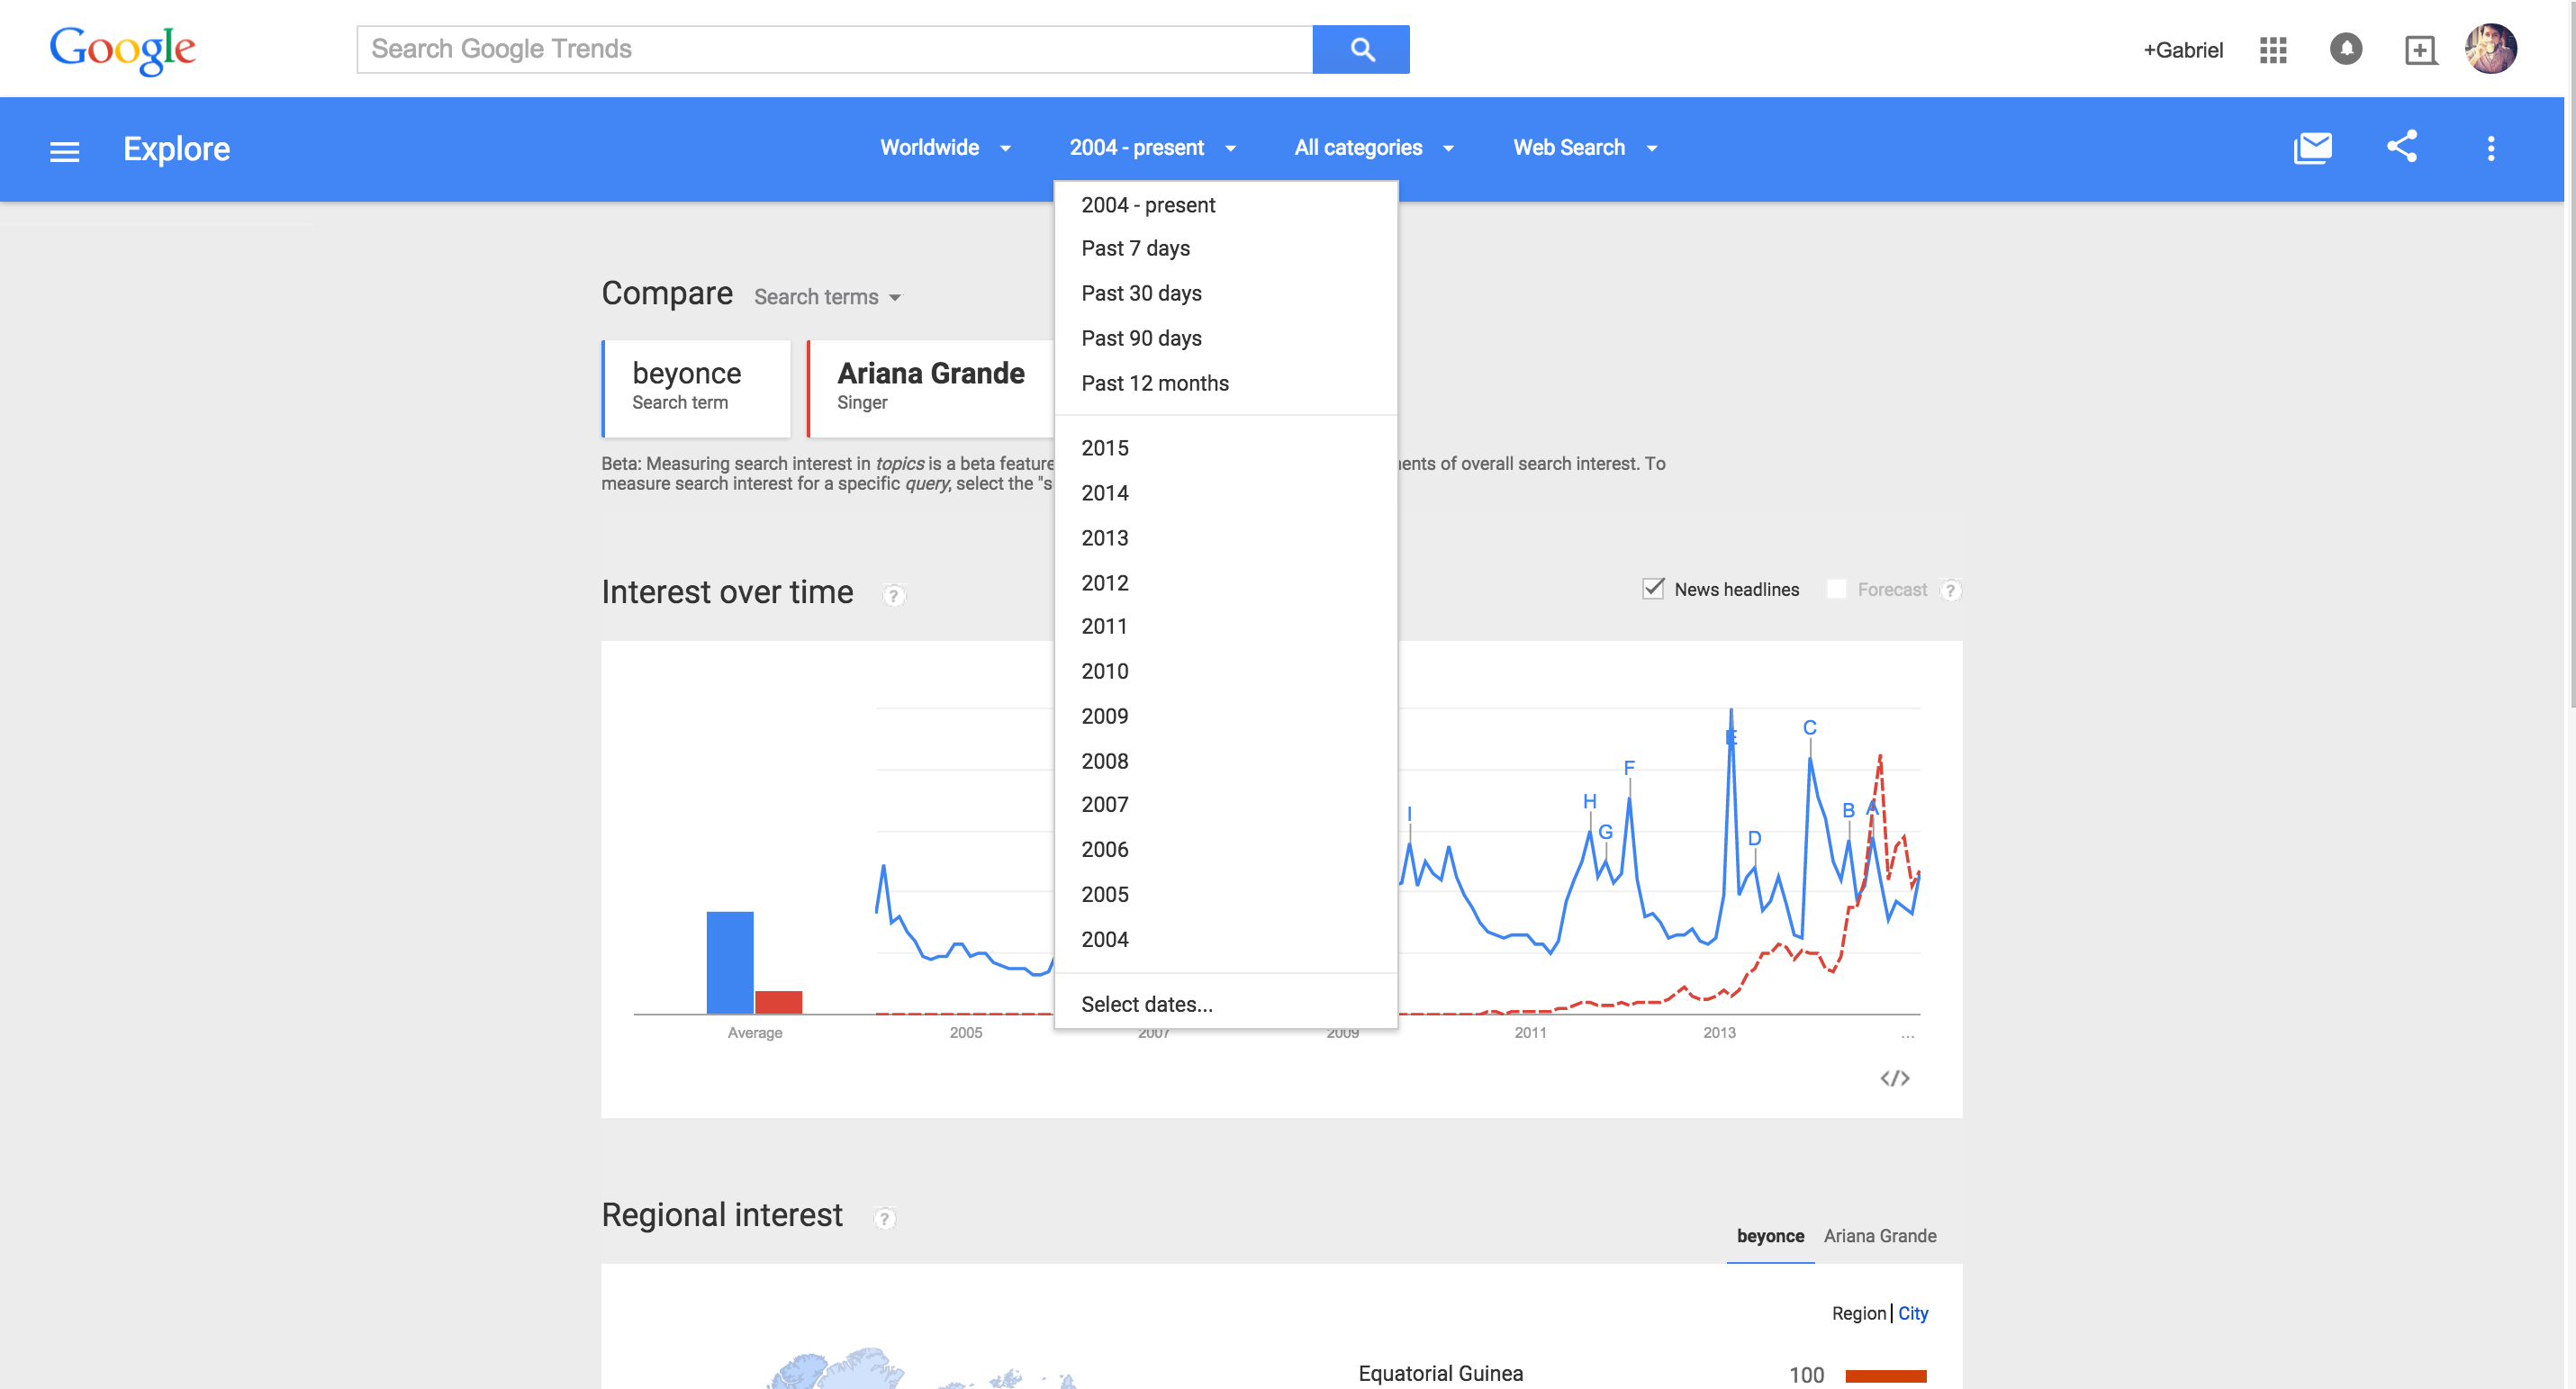 Google
Search Google Trends
+Gabriel
Explore
Worldwide
2004 - present
All categories
Web Search
2004 - present
Past 7 days
Past 30 days
Past 90 days
Past 12 months
2015
2014
2013
2012
2011
2010
2009
2008
2007
2006
2005
2004
Select dates...
Compare
Search terms
beyonce
Search term
Ariana Grande
Singer
Beta: Measuring search interest in topics is a beta feature of overall search interest. To
measure search interest for a specific query, select the "s
Interest over time
?
News headlines
Forecast
?
I
H
G
F
E
D
C
B
A
Average
2005
2007
2009
2011
2013
...
</>
Regional interest
?
beyonce
Ariana Grande
Region | City
Equatorial Guinea
100